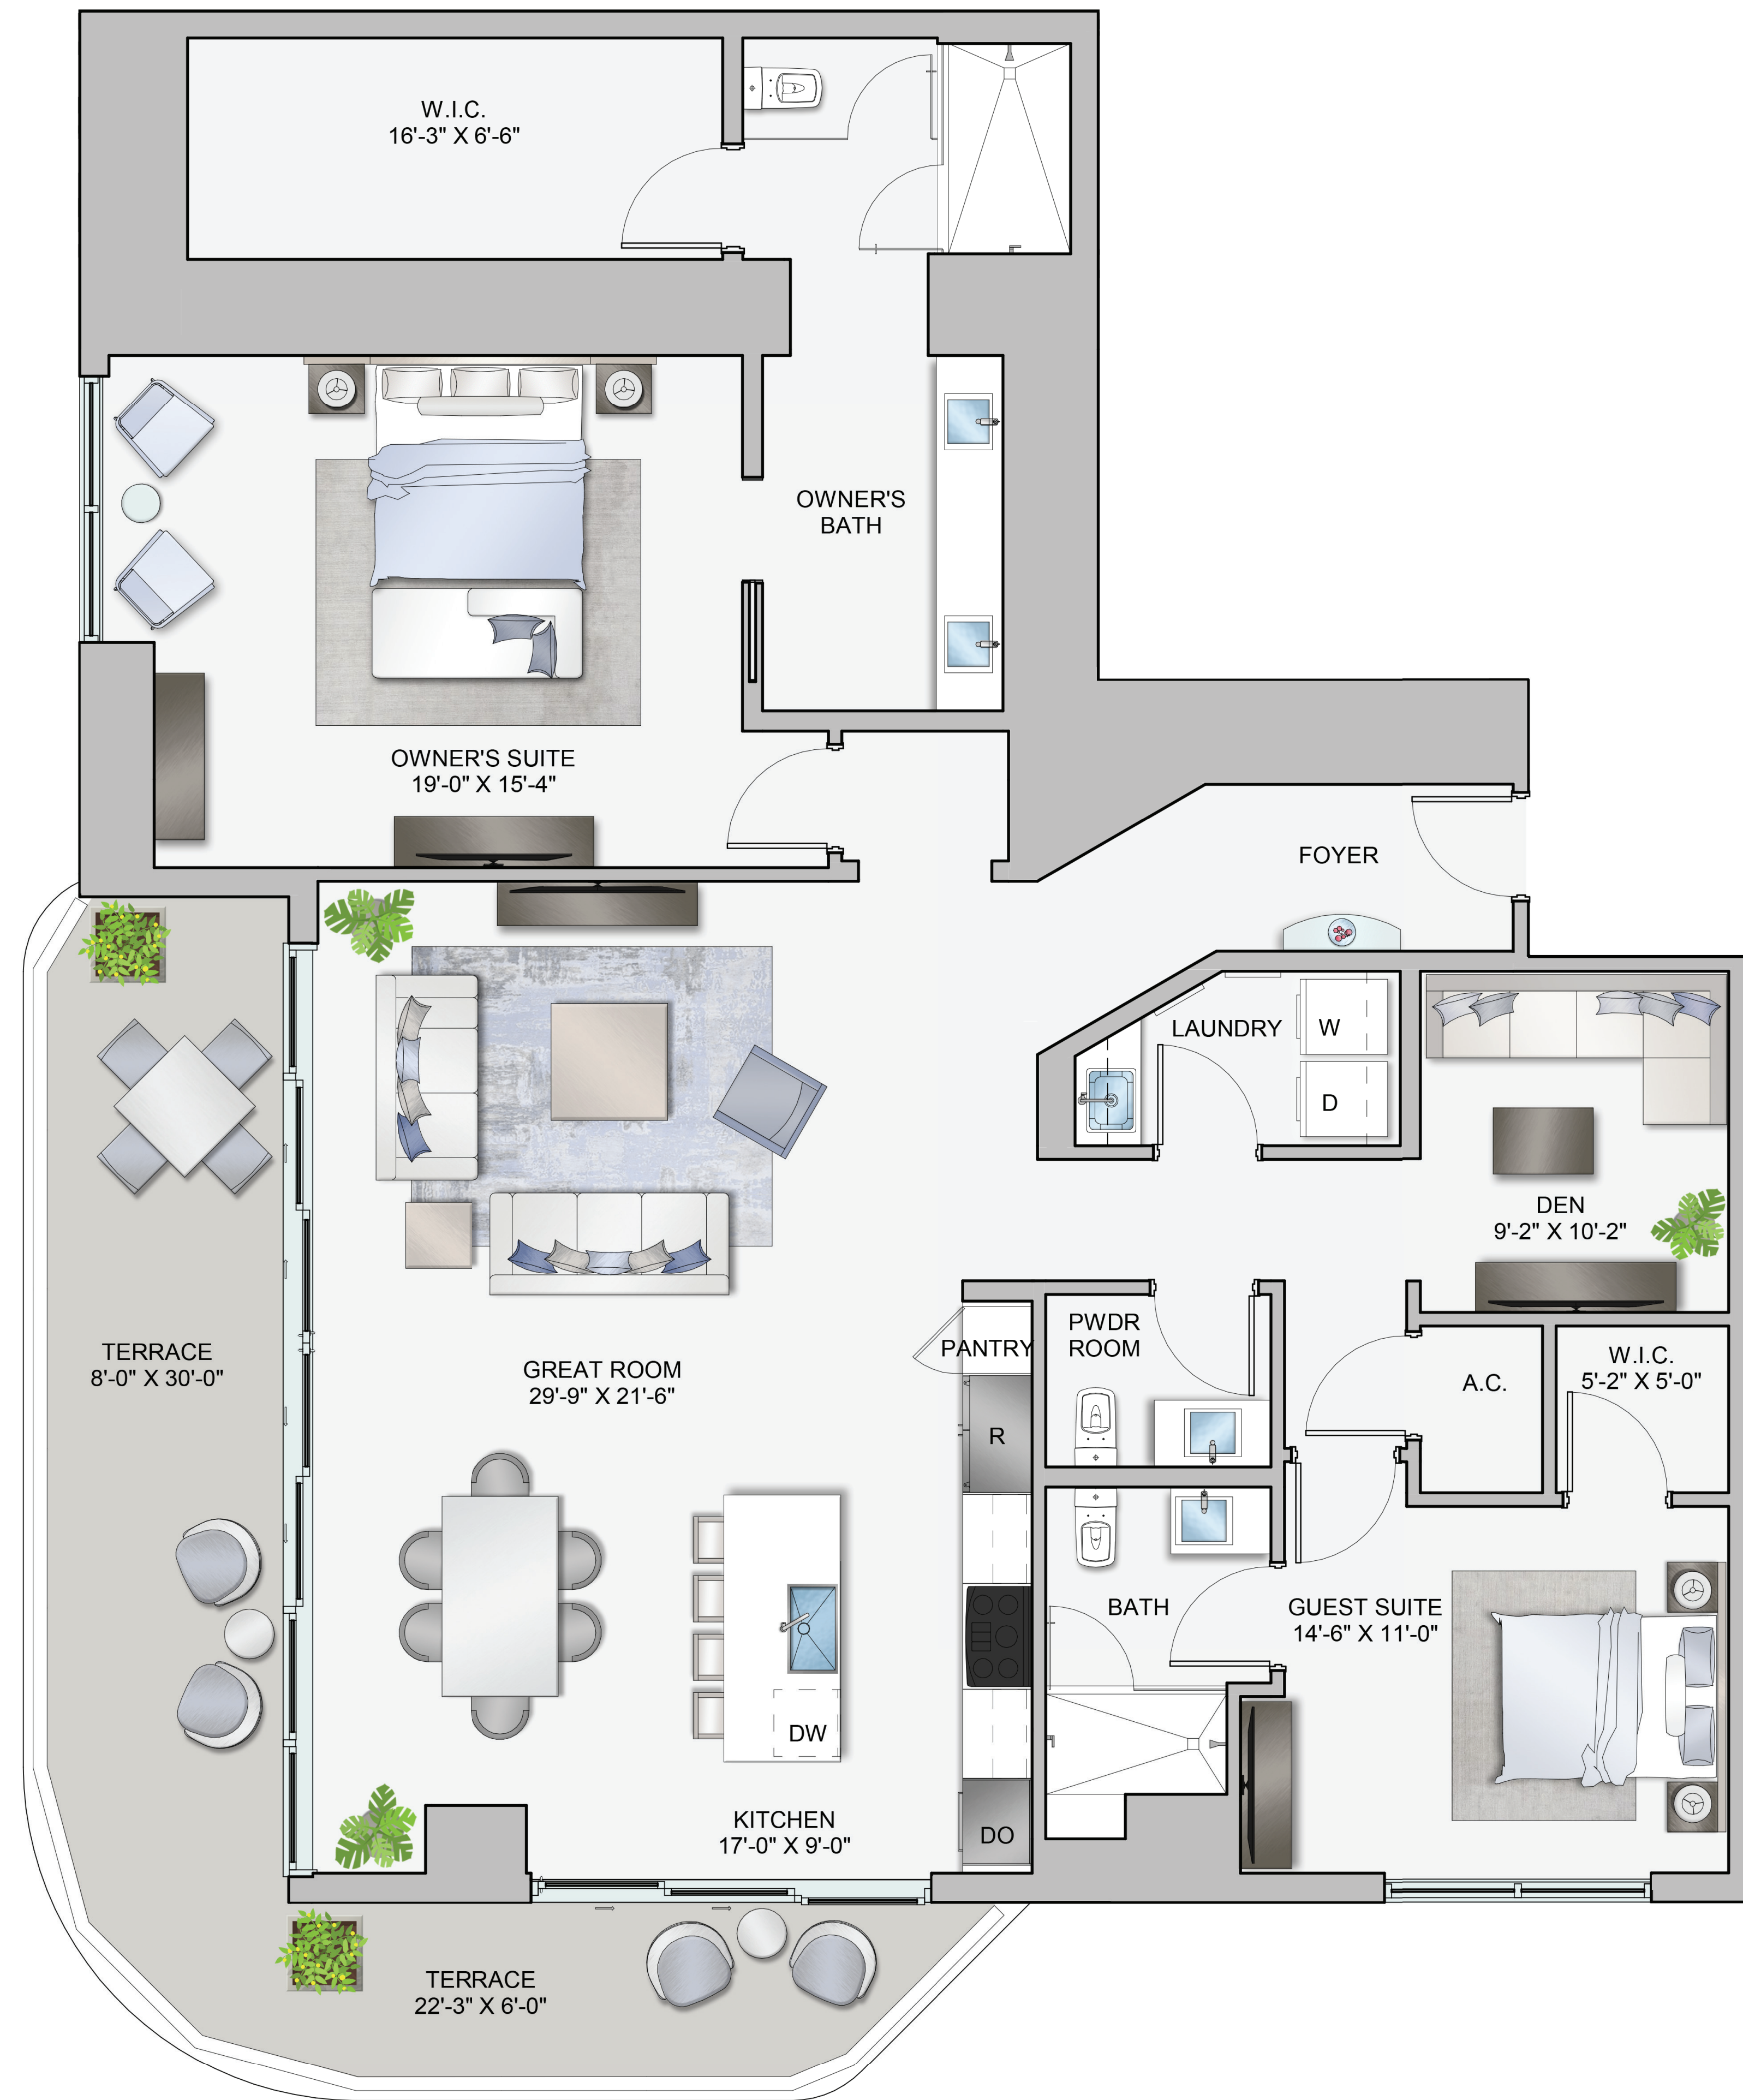 W.I.C.
16'-3" X 6'-6"
OWNER'S
BATH
OWNER'S SUITE
19'-0" X 15'-4"
FOYER
LAUNDRY
W
D
DEN
9'-2" X 10'-2"
TERRACE
8'-0" X 30'-0"
GREAT ROOM
29'-9" X 21'-6"
PANTRY
PWDR
ROOM
A.C.
W.I.C.
5'-2" X 5'-0"
R
BATH
GUEST SUITE
14'-6" X 11'-0"
DW
KITCHEN
17'-0" X 9'-0"
DO
TERRACE
22'-3" X 6'-0"